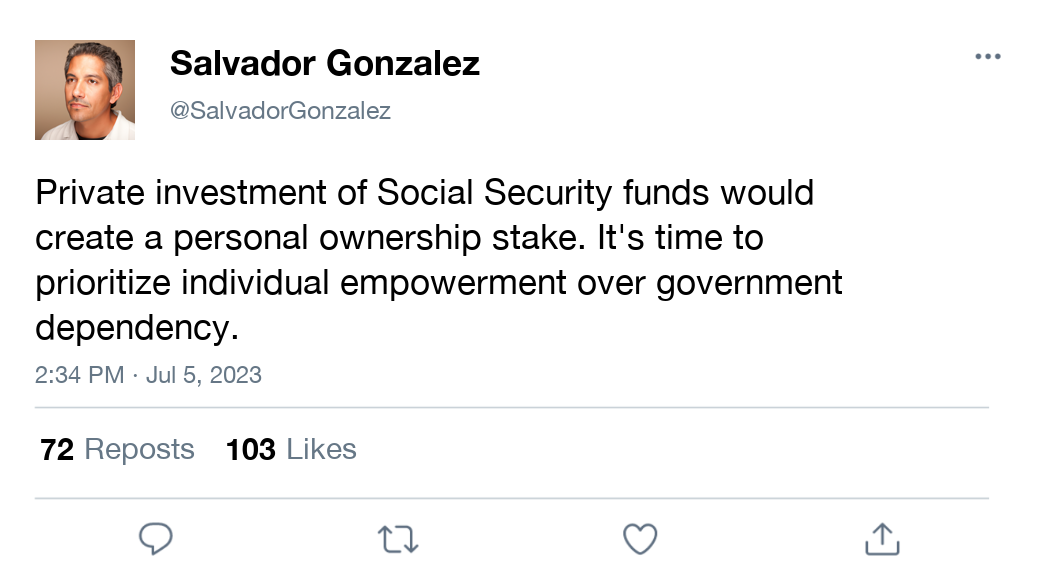 Salvador Gonzalez
@SalvadorGonzalez
Private investment of Social Security funds would
create a personal ownership stake. It's time to
prioritize individual empowerment over government
dependency.
2:34 PM · Jul 5, 2023
72 Reposts 103 Likes